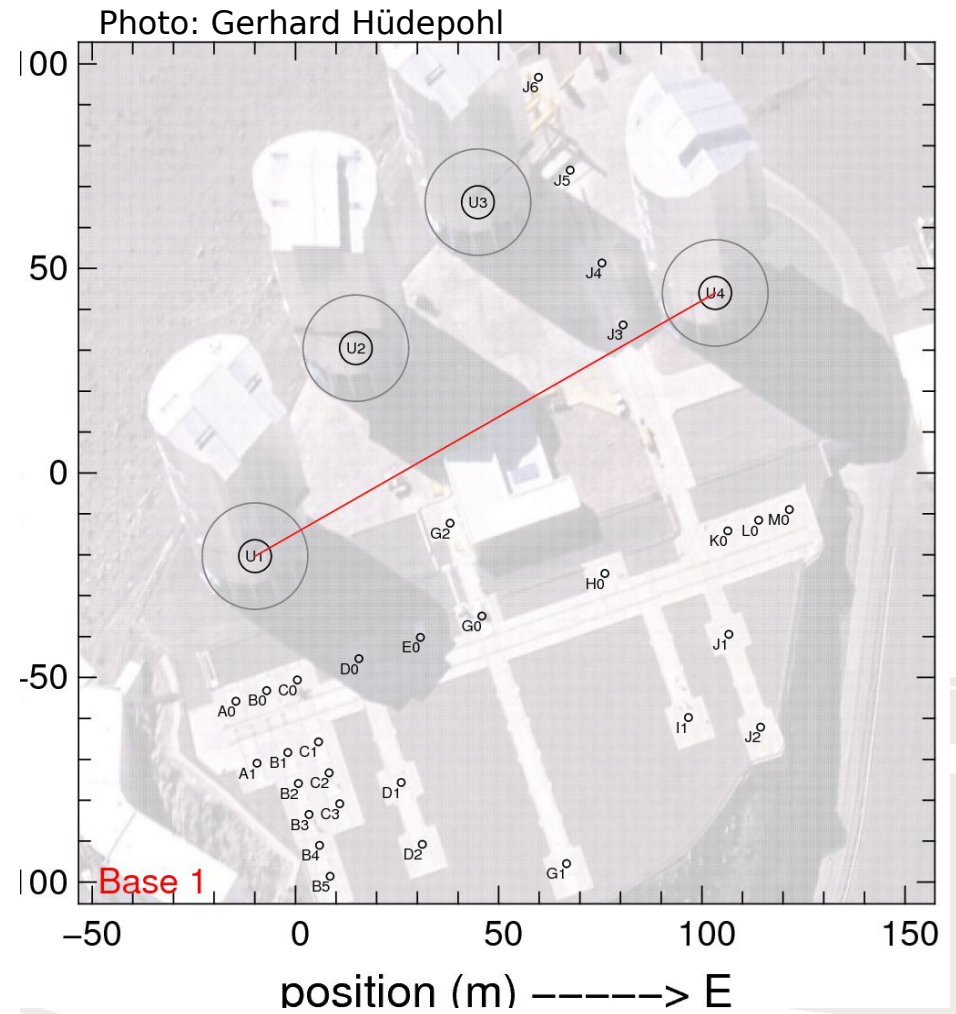 Photo: Gerhard Hüdepohl
100
J6
J5
U3
50
J4
U4
J3
U2
0
M0
L0
K0
G2
U1
H0
G0
J1
E0
-50
D0
C0
B0
A0
I1
J2
C1
B1
A1
C2
B2
D1
C3
B3
B4
D2
G1
B5
100
Base 1
−50 0 50 100 150
position (m) −−−−−> E